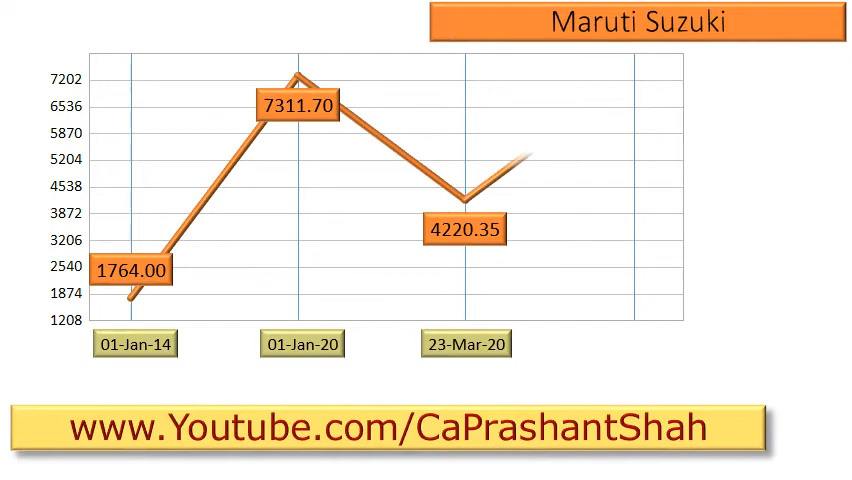 Maruti Suzuki
7202
6536
5870
5204
4538
3872
3206
2540
1874
1208
7311.70
4220.35
1764.00
01-Jan-14
01-Jan-20
23-Mar-20
www.Youtube.com/CaPrashantShah